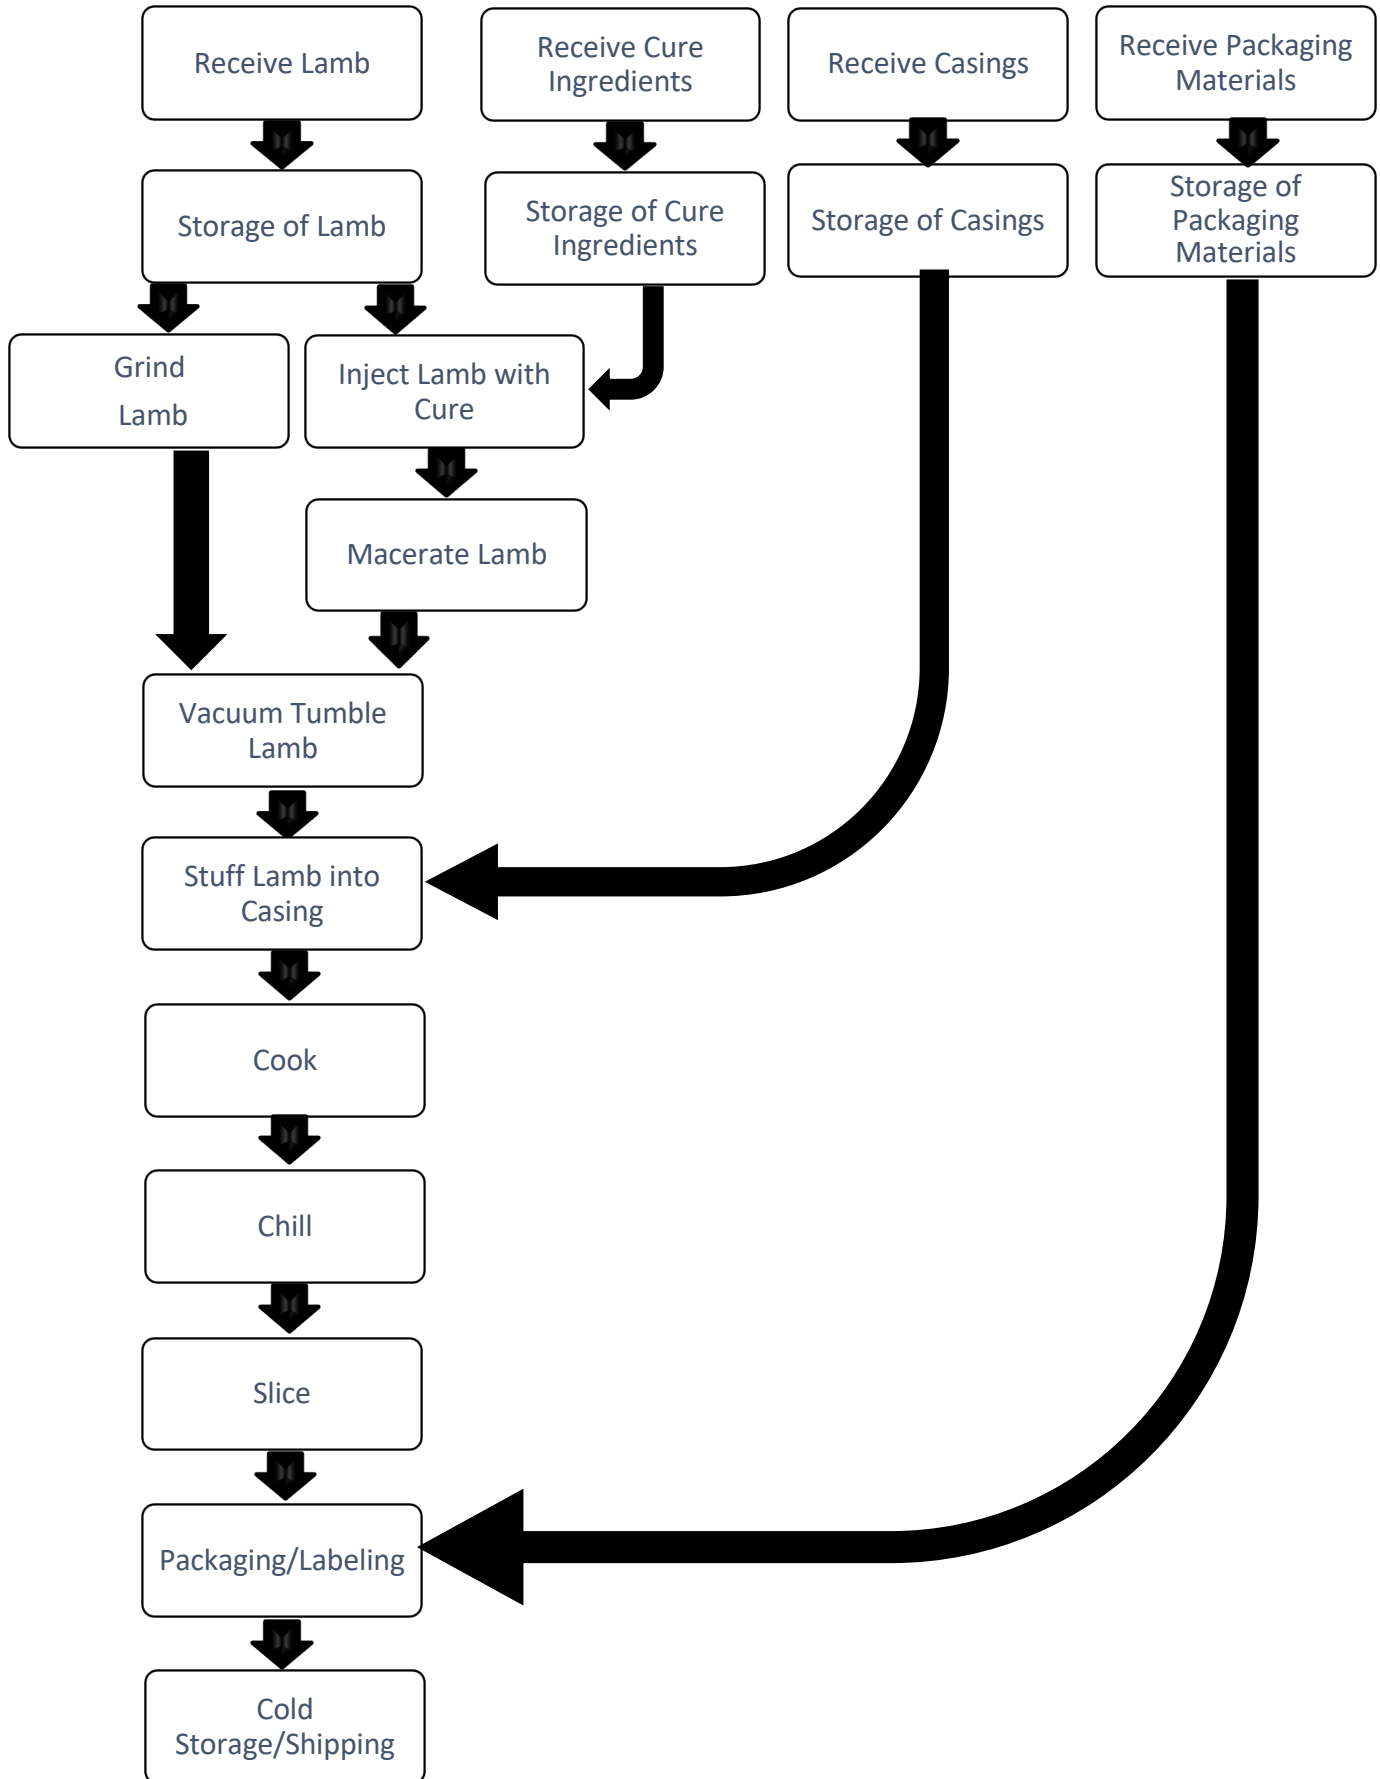 Receive Lamb
Receive Cure
Ingredients
Receive Casings
Receive Packaging
Materials
Storage of Lamb
Storage of Cure
Ingredients
Storage of Casings
Storage of
Packaging
Materials
Grind
Lamb
Inject Lamb with
Cure
Macerate Lamb
Vacuum Tumble
Lamb
Stuff Lamb into
Casing
Cook
Chill
Slice
Packaging/Labeling
Cold
Storage/Shipping